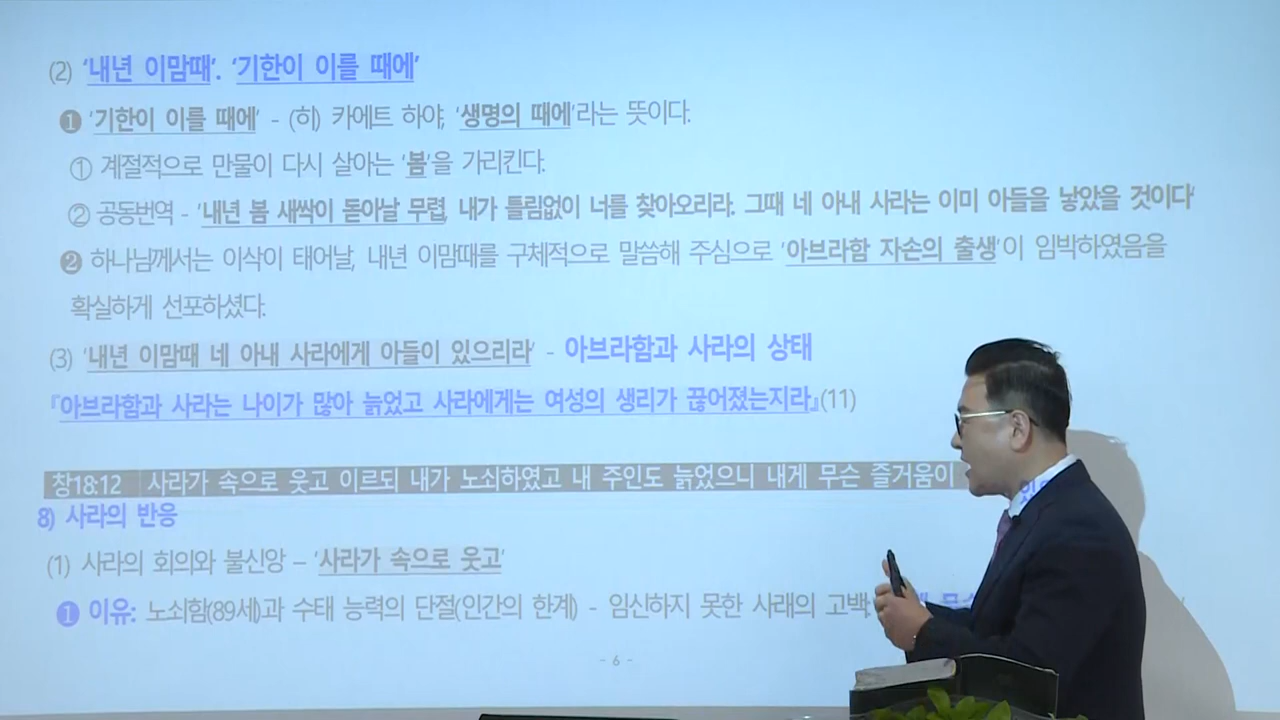 (2) ‘내년 이맘때’. ‘기한이 이를 때에’
❶ ‘기한이 이를 때에’ - (히) 카에트 하야, ‘생명의 때에’라는 뜻이다.
① 계절적으로 만물이 다시 살아는 ‘봄’을 가리킨다.
② 공동번역 - ‘내년 봄 새싹이 돋아날 무렵, 내가 틀림없이 너를 찾아오리라. 그때 네 아내 사라는 이미 아들을 낳았을 것이다’
❷ 하나님께서는 이삭이 태어날, 내년 이맘때를 구체적으로 말씀해 주심으로 ‘아브라함 자손의 출생’이 임박하였음을
확실하게 선포하셨다.
(3) ‘내년 이맘때 네 아내 사라에게 아들이 있으리라’ - 아브라함과 사라의 상태
『아브라함과 사라는 나이가 많아 늙었고 사라에게는 여성의 생리가 끊어졌는지라』(11)
창18:12 사라가 속으로 웃고 이르되 내가 노쇠하였고 내 주인도 늙었으니 내게 무슨 즐거움이
8) 사라의 반응
(1) 사라의 회의와 불신앙 – ‘사라가 속으로 웃고’
❶ 이유: 노쇠함(89세)과 수태 능력의 단절(인간의 한계) - 임신하지 못한 사래의 고백
- 6 -